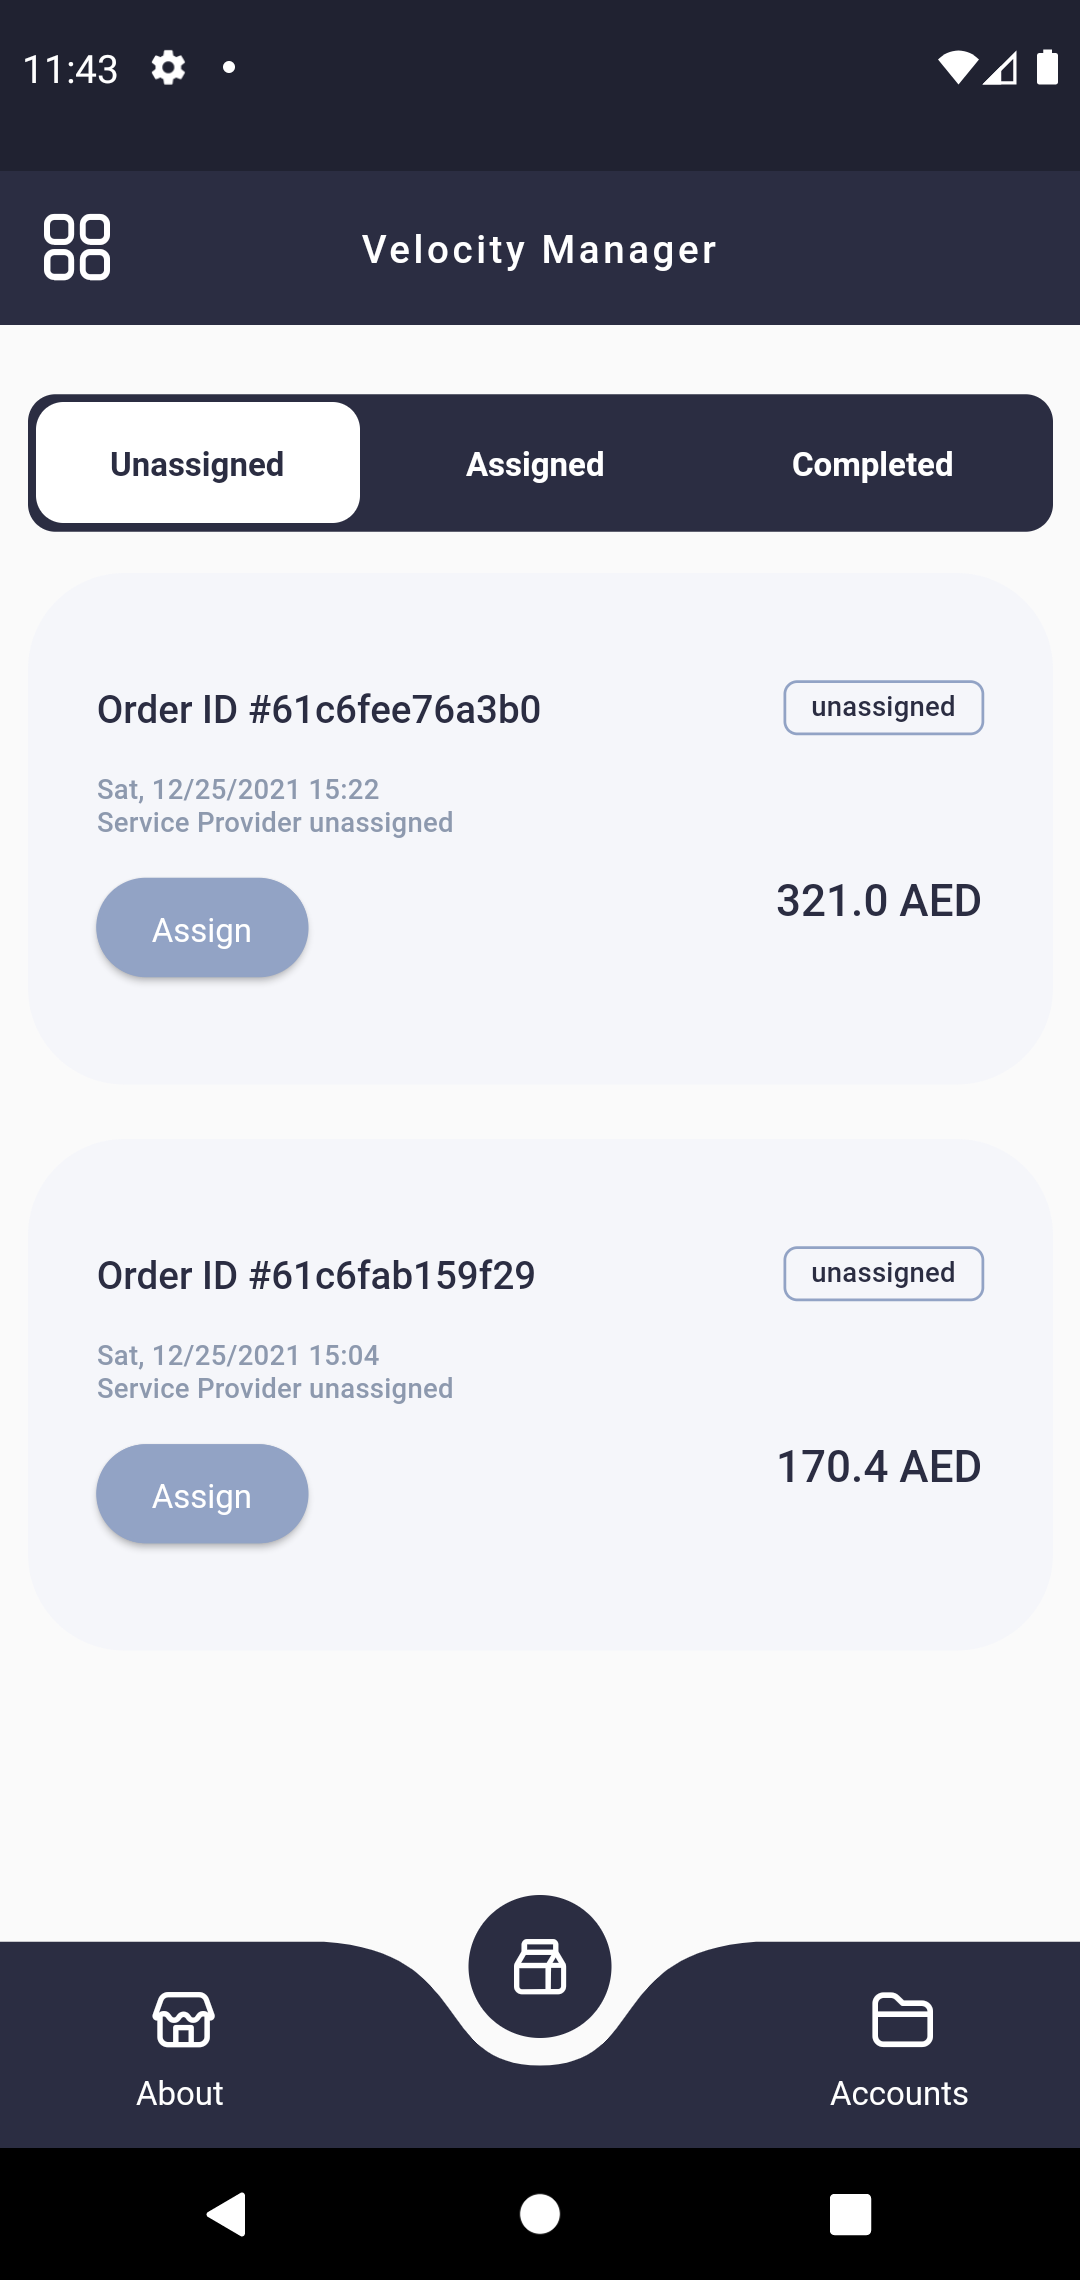 11:43
Velocity Manager
Unassigned Assigned Completed
Order ID #61c6fee76a3b0 unassigned
Sat, 12/25/2021 15:22
Service Provider unassigned
321.0 AED
Assign
Order ID #61c6fab159f29 unassigned
Sat, 12/25/2021 15:04
Service Provider unassigned
170.4 AED
Assign
About Accounts